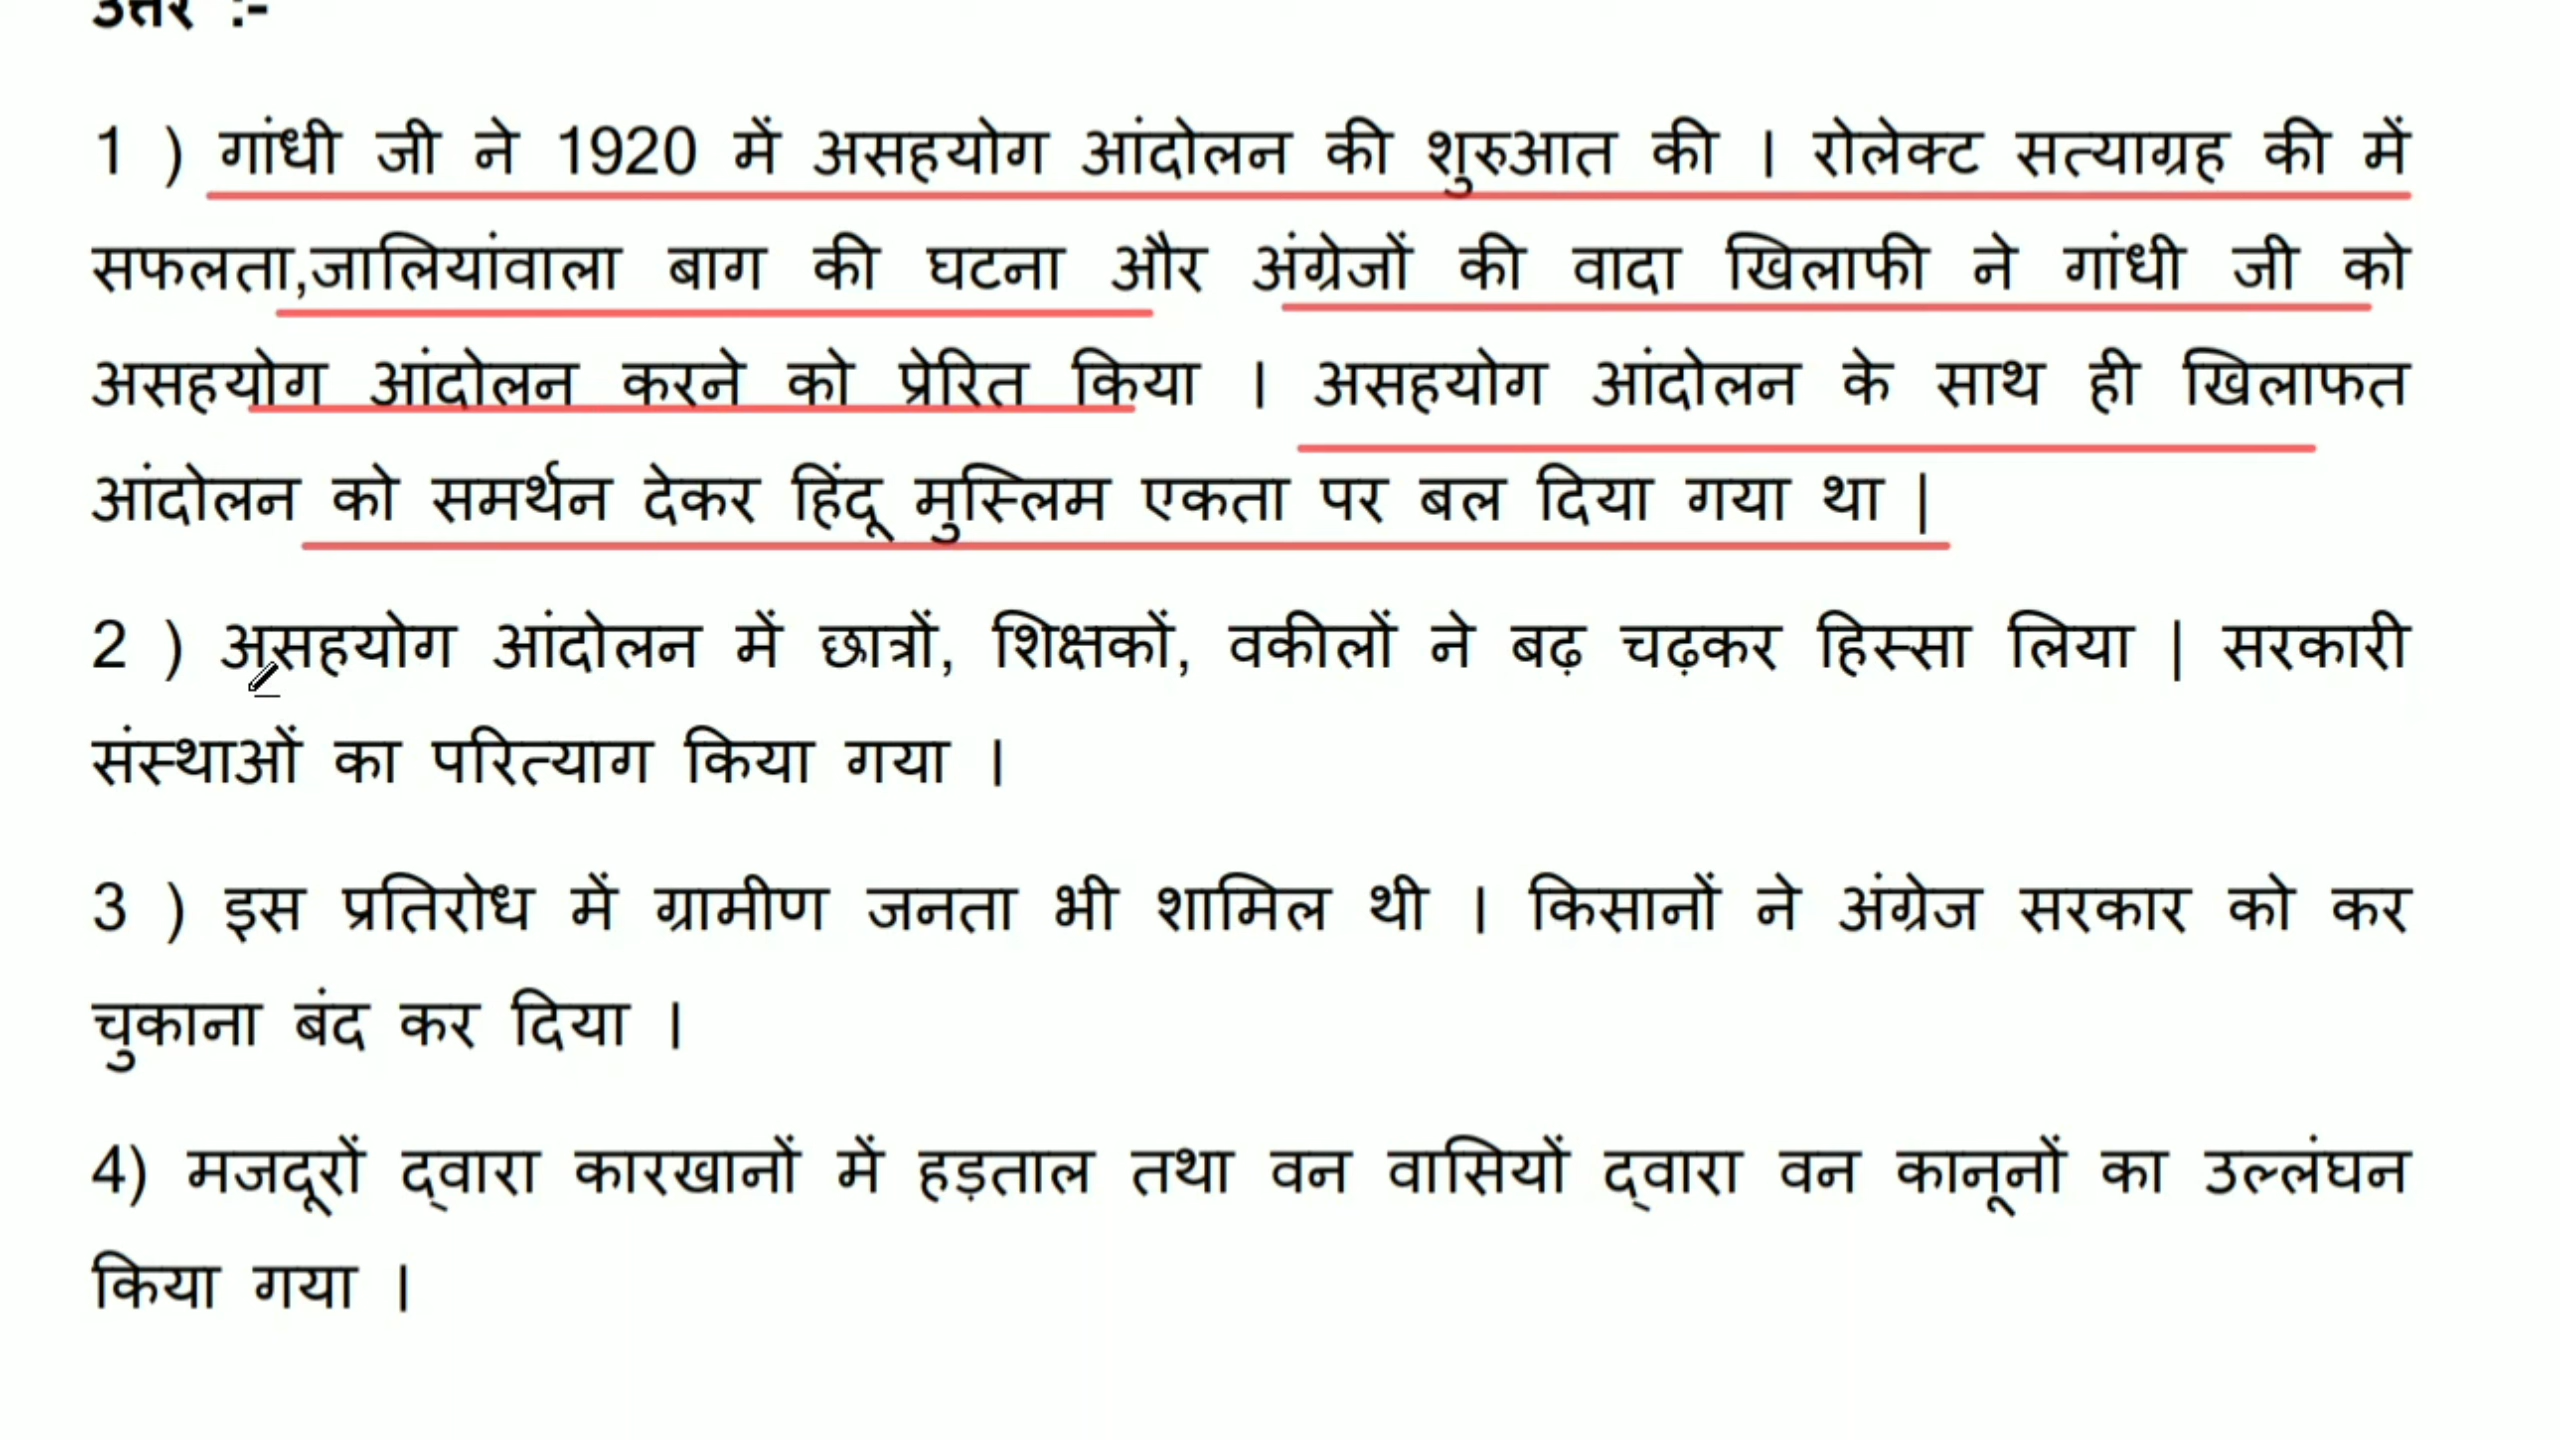 उत्तर :-
1 ) गांधी जी ने 1920 में असहयोग आंदोलन की शुरुआत की । रोलेक्ट सत्याग्रह की में
सफलता,जालियांवाला बाग की घटना और अंग्रेजों की वादा खिलाफी ने गांधी जी को
असहयोग आंदोलन करने को प्रेरित किया । असहयोग आंदोलन के साथ ही खिलाफत
आंदोलन को समर्थन देकर हिंदू मुस्लिम एकता पर बल दिया गया था |
2 ) असहयोग आंदोलन में छात्रों, शिक्षकों, वकीलों ने बढ़ चढ़कर हिस्सा लिया | सरकारी
संस्थाओं का परित्याग किया गया ।
3 ) इस प्रतिरोध में ग्रामीण जनता भी शामिल थी । किसानों ने अंग्रेज सरकार को कर
चुकाना बंद कर दिया ।
4) मजदूरों द्वारा कारखानों में हड़ताल तथा वन वासियों द्वारा वन कानूनों का उल्लंघन
किया गया ।